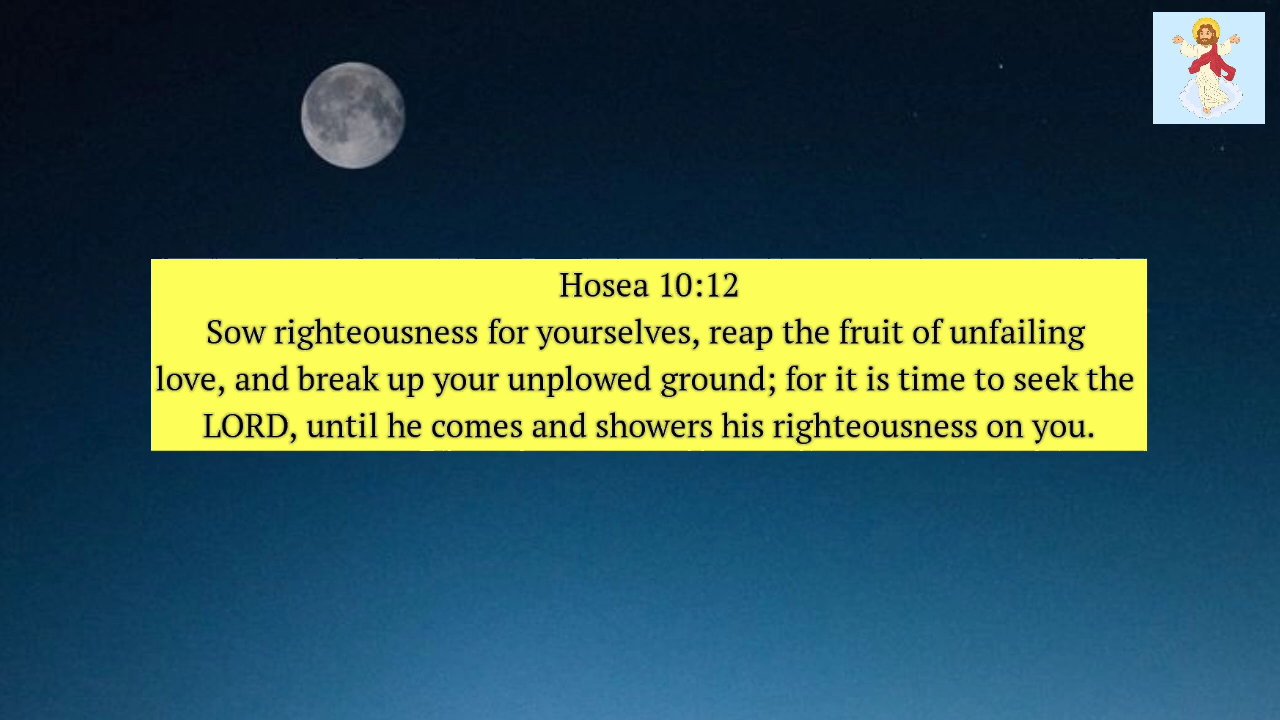 Hosea 10:12
Sow righteousness for yourselves, reap the fruit of unfailing
love, and break up your unplowed ground; for it is time to seek the
LORD, until he comes and showers his righteousness on you.